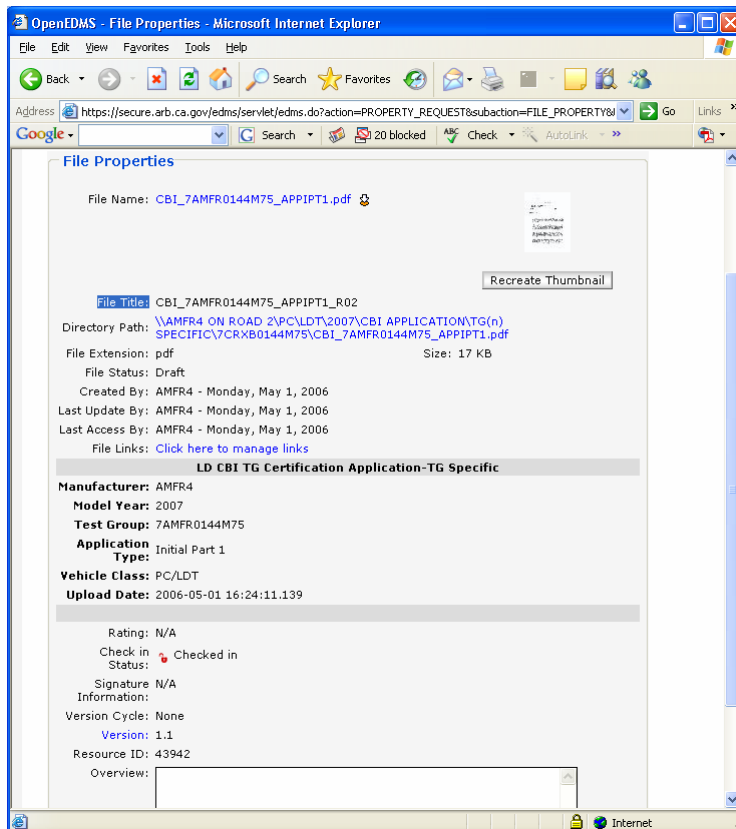 OpenEDMS - File Properties - Microsoft Internet Explorer
File Edit View Favorites Tools Help
Back Search Favorites
Address https://secure.arb.ca.gov/edms/servlet/edms.do?action=PROPERTY_REQUEST&subaction=FILE_PROPERTY& Go Links »
Google Search 20 blocked ABC Check AutoLink »
File Properties
File Name: CBI_7AMFR0144M75_APPIPT1.pdf
Recreate Thumbnail
File Title: CBI_7AMFR0144M75_APPIPT1_R02
Directory Path: \\AMFR4 ON ROAD 2\PC\LDT\2007\CBI APPLICATION\TG(n)
SPECIFIC\7CRXB0144M75\CBI_7AMFR0144M75_APPIPT1.pdf
File Extension: pdf Size: 17 KB
File Status: Draft
Created By: AMFR4 - Monday, May 1, 2006
Last Update By: AMFR4 - Monday, May 1, 2006
Last Access By: AMFR4 - Monday, May 1, 2006
File Links: Click here to manage links
LD CBI TG Certification Application-TG Specific
Manufacturer: AMFR4
Model Year: 2007
Test Group: 7AMFR0144M75
Application
Type: Initial Part 1
Vehicle Class: PC/LDT
Upload Date: 2006-05-01 16:24:11.139
Rating: N/A
Check in
Status: Checked in
Signature
Information: N/A
Version Cycle: None
Version: 1.1
Resource ID: 43942
Overview:
Internet